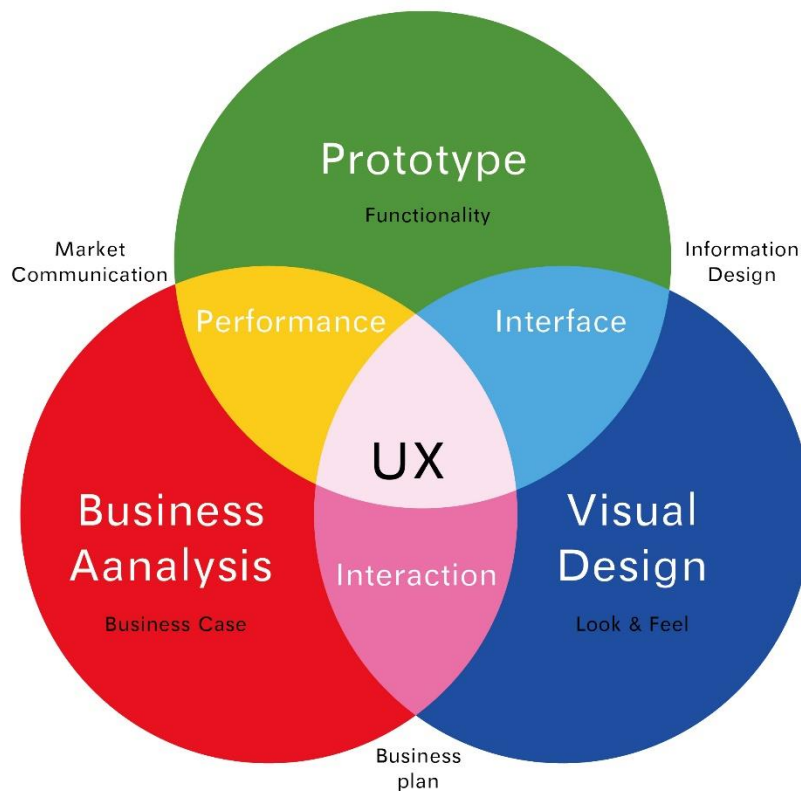 Prototype
Functionality
Market
Communication
Information
Design
Performance
Interface
UX
Business
Aanalysis
Business Case
Interaction
Visual
Design
Look & Feel
Business
plan